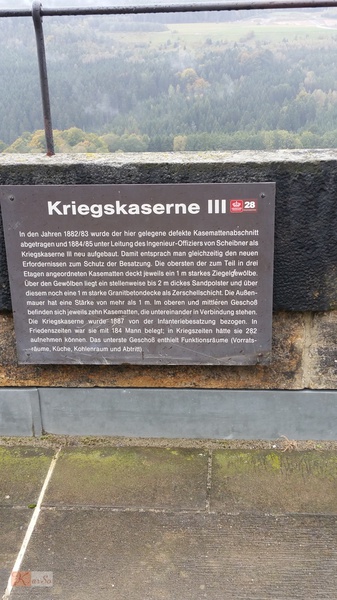 Kriegskaserne III 28
In den Jahren 1882/83 wurde der hier gelegene defekte Kasemattenabschnitt
abgetragen und 1884/85 unter Leitung des Ingenieur-Offiziers von Scheibner als
Kriegskaserne III neu aufgebaut. Damit entsprach man gleichzeitig den neuen
Erfordernissen zum Schutz der Besatzung. Die obersten der zum Teil in drei
Etagen angeordneten Kasematten deckt jeweils ein 1 m starkes Ziegelgewölbe.
Über den Gewölben liegt ein stellenweise bis 2 m dickes Sandpolster und über
diesem noch eine 1 m starke Granitbetondecke als Zerschellschicht. Die Außen-
mauer hat eine Stärke von mehr als 1 m. Im oberen und mittleren Geschoß
befinden sich jeweils zehn Kasematten, die untereinander in Verbindung stehen.
Die Kriegskaserne wurde 1887 von der Infanteriebesatzung bezogen. In
Friedenszeiten war sie mit 184 Mann belegt; in Kriegszeiten hätte sie 282
aufnehmen können. Das unterste Geschoß enthielt Funktionsräume (Vorrats-
räume, Küche, Kohlenraum und Abtritt)